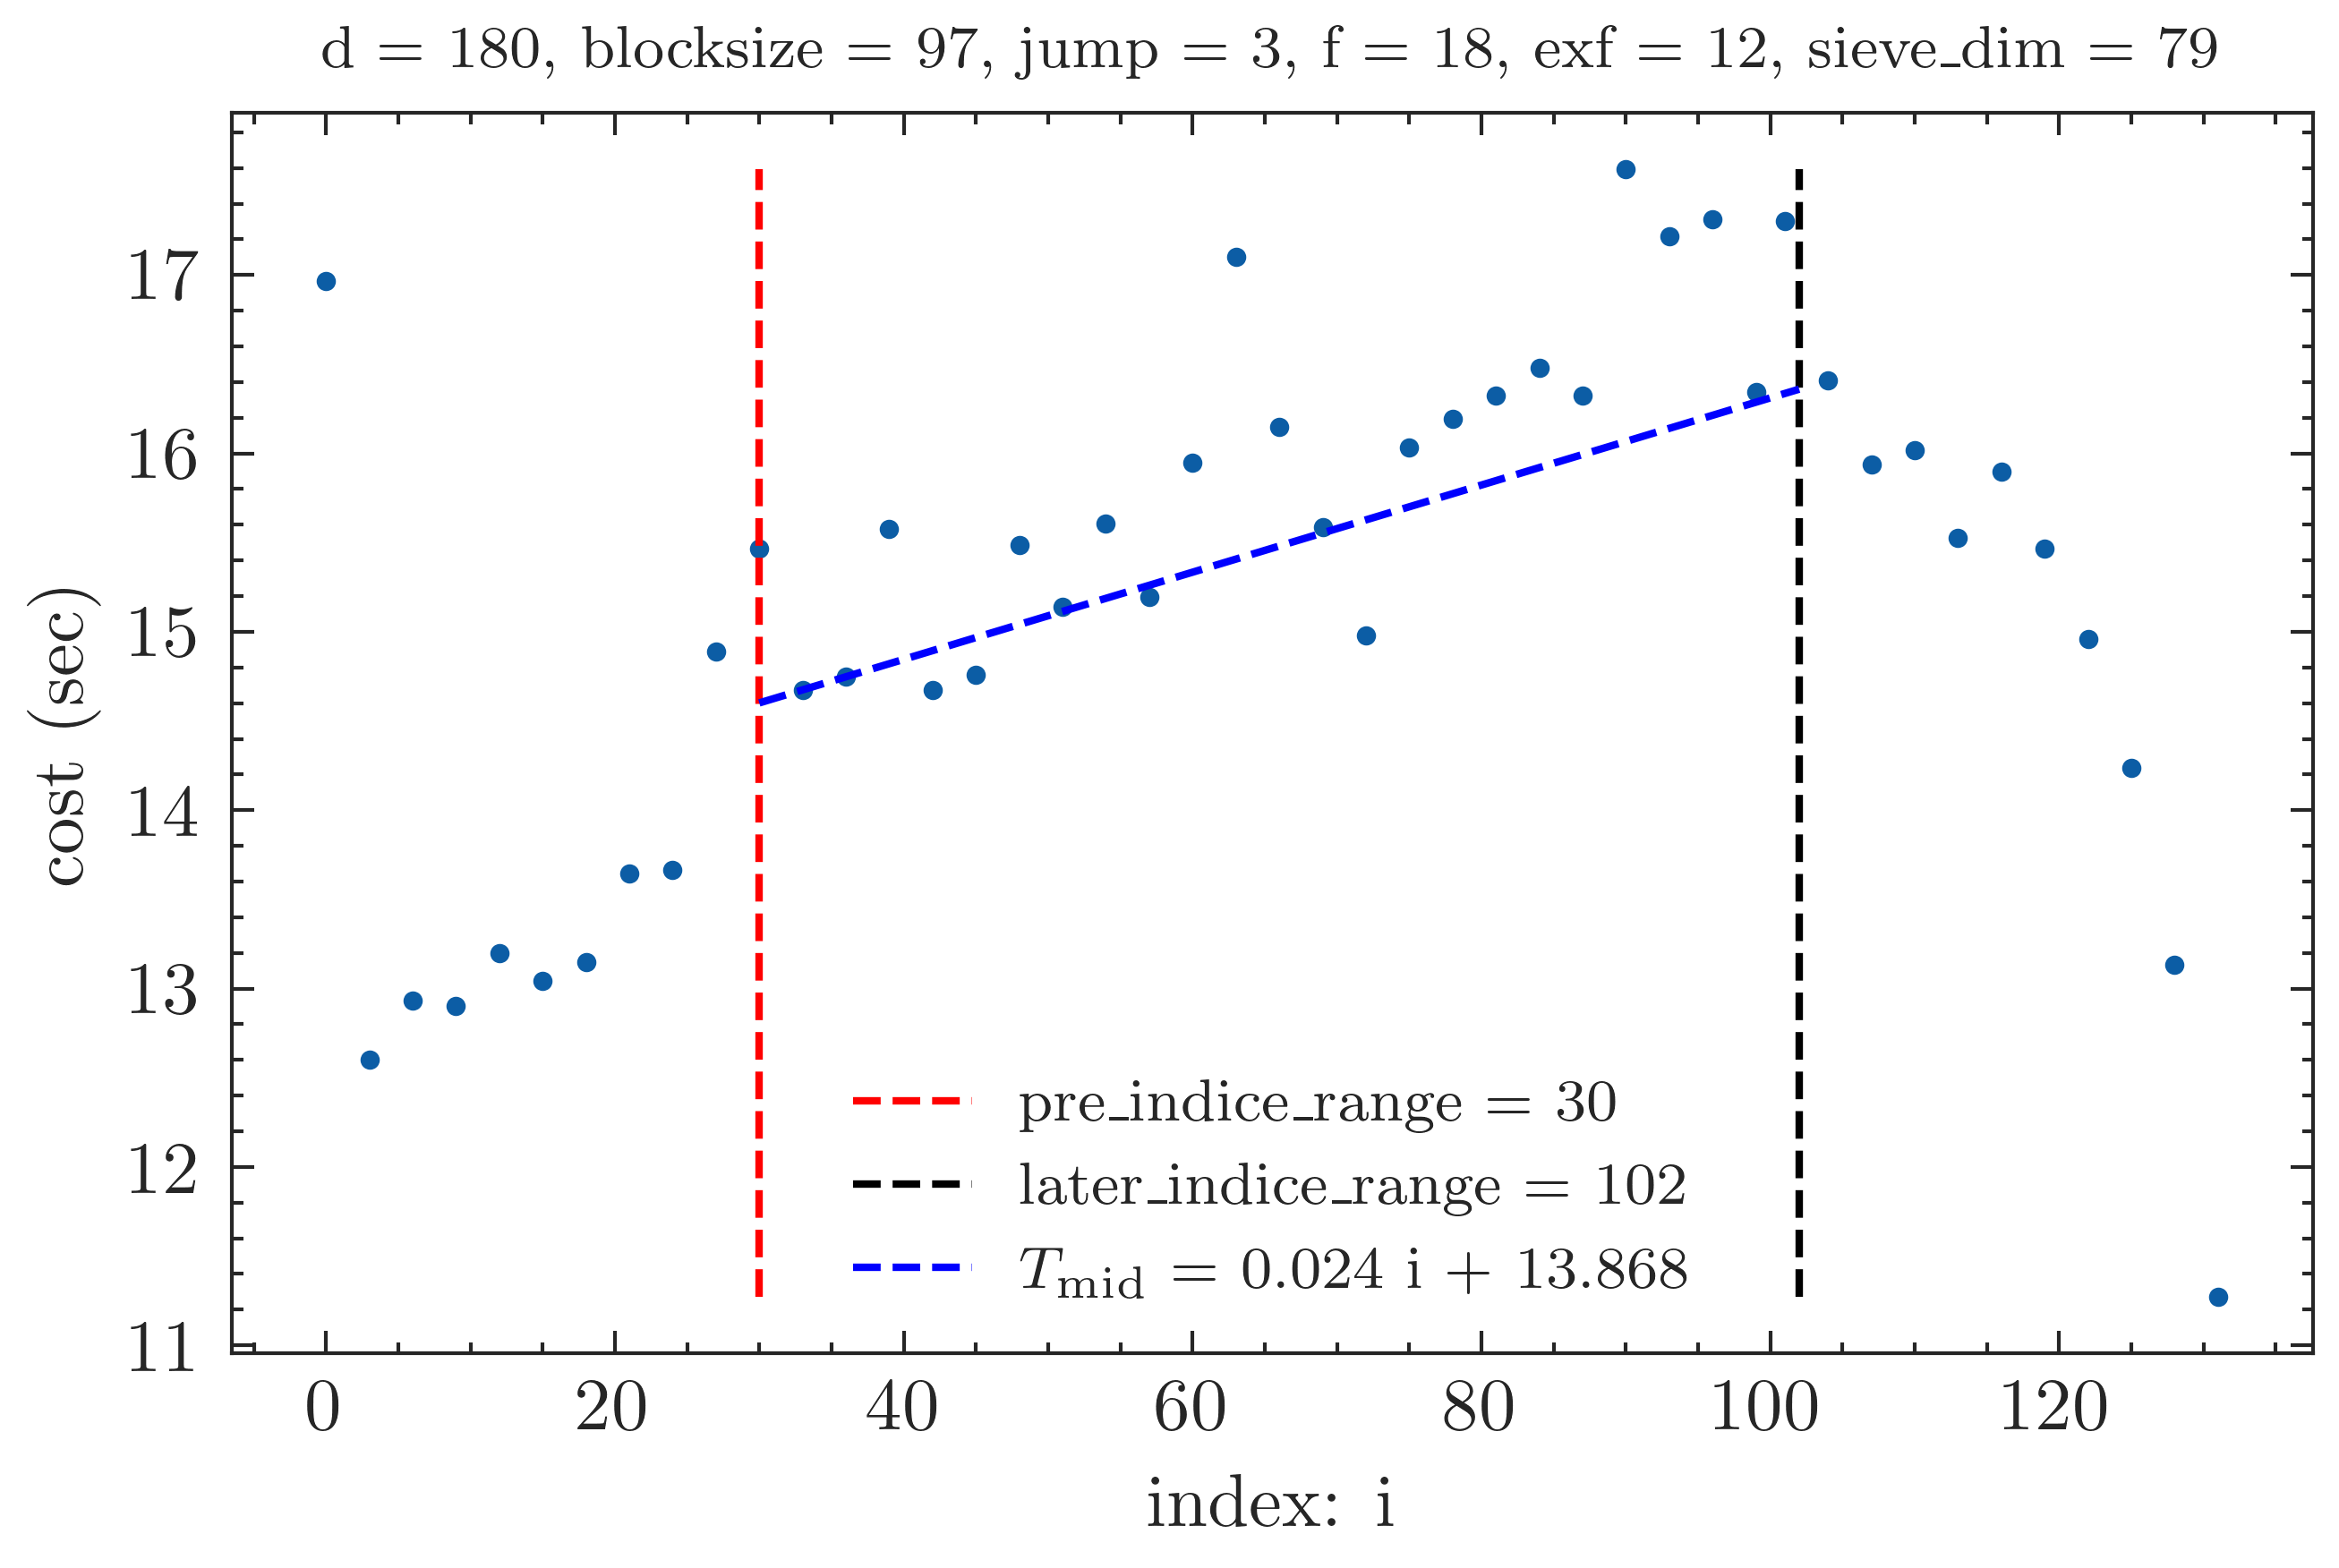 d = 180, blocksize = 97, jump = 3, f = 18, exf = 12, sieve_dim = 79
17
16
15
14
13
12
11
cost (sec)
pre_indice_range = 30
later_indice_range = 102
T_mid = 0.024 i + 13.868
0 20 40 60 80 100 120
index: i